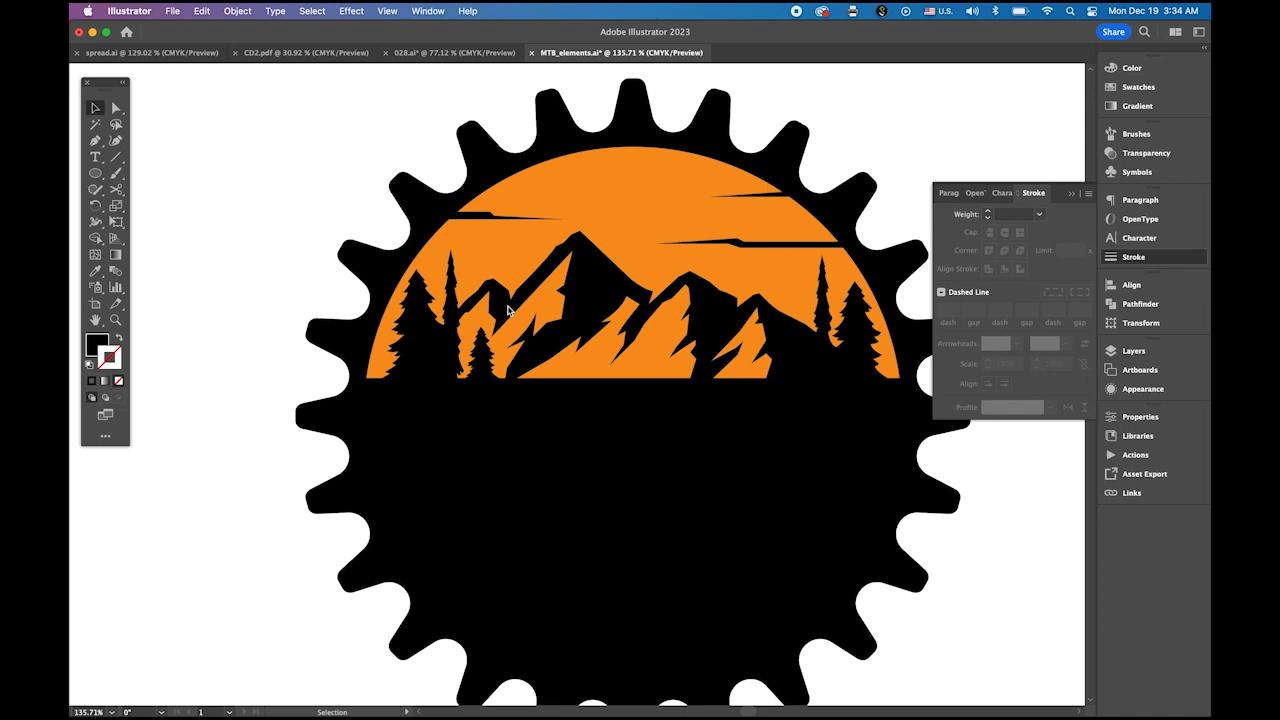 Illustrator File Edit Object Type Select Effect View Window Help
U.S. Mon Dec 19 3:34 AM
Adobe Illustrator 2023
Share
spread.ai @ 129.02 % (CMYK/Preview)
CD2.pdf @ 30.92 % (CMYK/Preview)
028.ai* @ 77.12 % (CMYK/Preview)
MTB_elements.ai* @ 135.71 % (CMYK/Preview)
Color
Swatches
Gradient
Brushes
Transparency
Symbols
Paragraph
OpenType
Character
Stroke
Align
Pathfinder
Transform
Layers
Artboards
Appearance
Properties
Libraries
Actions
Asset Export
Links
Parag Open Chara Stroke
Weight:
Cap:
Corner: Limit: x
Align Stroke:
Dashed Line
dash gap dash gap dash gap
Arrowheads:
Scale:
Align:
Profile:
135.71% 0° 1 Selection